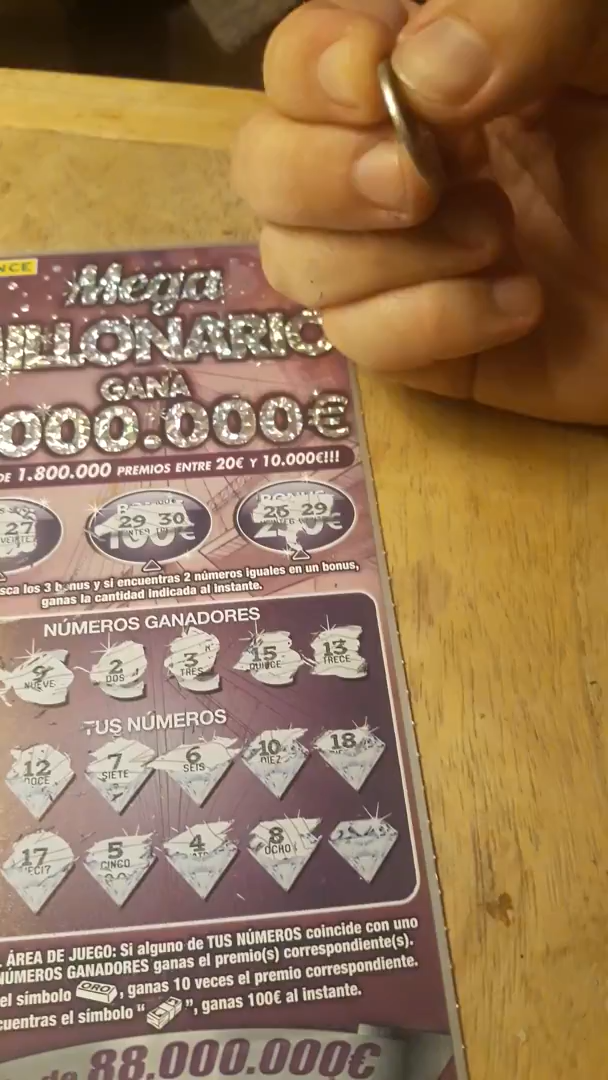 NCE
Mega
ILLONARIO
GANA
000.000€
DE 1.800.000 PREMIOS ENTRE 20€ Y 10.000€!!!
27 29 30 26 29
100€
sca los 3 bonus y si encuentras 2 números iguales en un bonus,
ganas la cantidad indicada al instante.
NÚMEROS GANADORES
9 2 3 15 13
NUEVE DOS TRES QUINCE TRECE
TUS NÚMEROS
12 7 6 10 18
DOCE SIETE SEIS DIEZ
17 5 4 8
CINCO OCHO
ÁREA DE JUEGO: Si alguno de TUS NÚMEROS coincide con uno
NÚMEROS GANADORES ganas el premio(s) correspondiente(s).
el símbolo ORO, ganas 10 veces el premio correspondiente.
cuentras el símbolo " ", ganas 100€ al instante.
de 88.000.000€